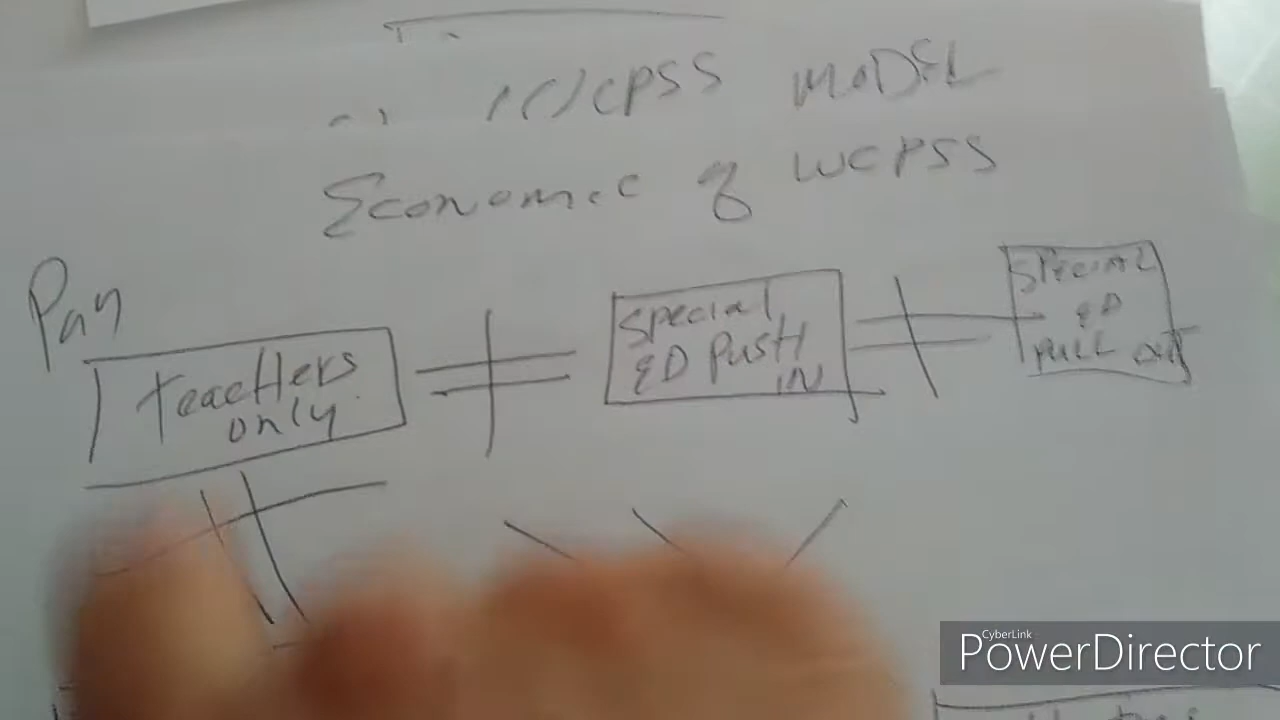 WCPSS MODEL
Economic of WCPSS
Pay
teacHers
only
special
ED PUSH
IN
SPECIAL
ED
PULL OUT
CyberLink
PowerDirector